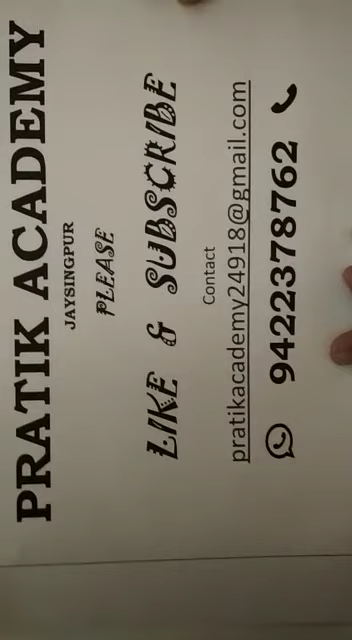 PRATIK ACADEMY
JAYSINGPUR
PLEASE
LIKE & SUBSCRIBE
Contact
pratikacademy24918@gmail.com
9422378762